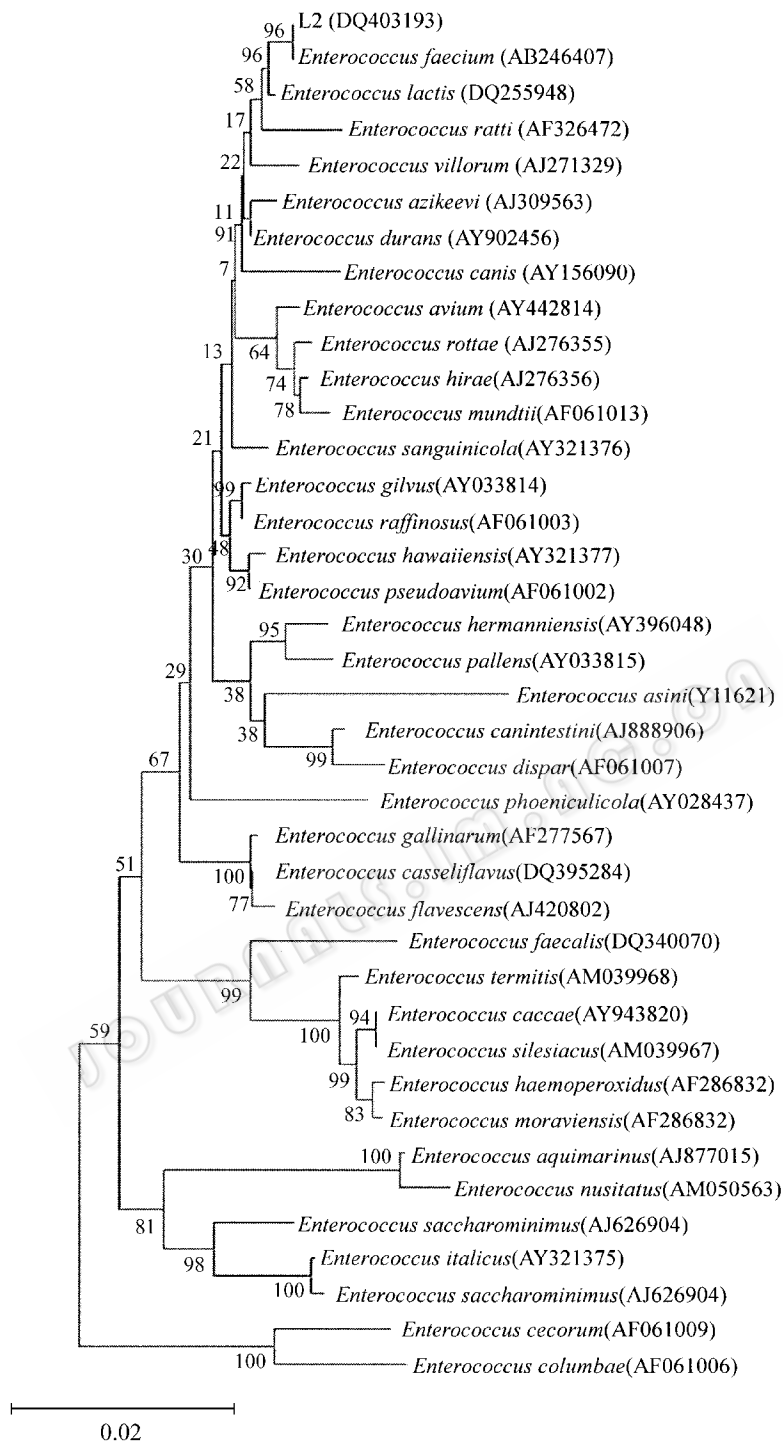 L2 (DQ403193)
96
Enterococcus faecium (AB246407)
96
Enterococcus lactis (DQ255948)
58
Enterococcus ratti (AF326472)
17
Enterococcus villorum (AJ271329)
22
Enterococcus azikeevi (AJ309563)
11
Enterococcus durans (AY902456)
91
Enterococcus canis (AY156090)
7
Enterococcus avium (AY442814)
64
Enterococcus rottae (AJ276355)
13
74
Enterococcus hirae(AJ276356)
78
Enterococcus mundtii(AF061013)
21
Enterococcus sanguinicola(AY321376)
99
Enterococcus gilvus(AY033814)
Enterococcus raffinosus(AF061003)
48
30
Enterococcus hawaiiensis(AY321377)
92
Enterococcus pseudoavium(AF061002)
95
Enterococcus hermanniensis(AY396048)
29
Enterococcus pallens(AY033815)
38
Enterococcus asini(Y11621)
38
Enterococcus canintestini(AJ888906)
99
67
Enterococcus dispar(AF061007)
Enterococcus phoeniculicola(AY028437)
Enterococcus gallinarum(AF277567)
51
100
Enterococcus casseliflavus(DQ395284)
77
Enterococcus flavescens(AJ420802)
Enterococcus faecalis(DQ340070)
99
Enterococcus termitis(AM039968)
100
94
Enterococcus caccae(AY943820)
59
Enterococcus silesiacus(AM039967)
99
Enterococcus haemoperoxidus(AF286832)
83
Enterococcus moraviensis(AF286832)
100
Enterococcus aquimarinus(AJ877015)
Enterococcus nusitatus(AM050563)
81
Enterococcus saccharominimus(AJ626904)
98
Enterococcus italicus(AY321375)
100
Enterococcus saccharominimus(AJ626904)
Enterococcus cecorum(AF061009)
100
Enterococcus columbae(AF061006)
0.02
JOURNALS.IM.AC.CN